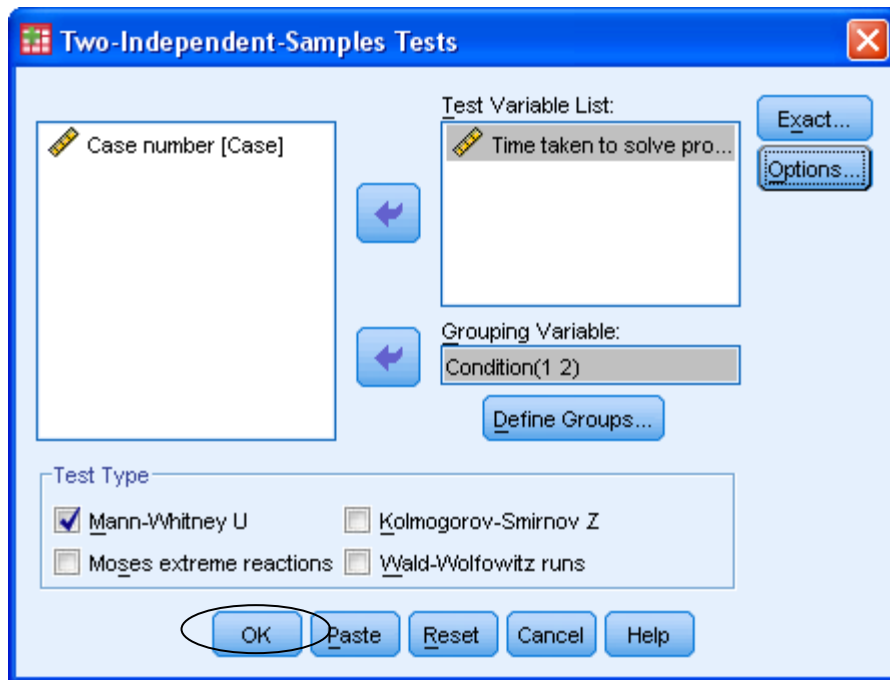 Two-Independent-Samples Tests
Test Variable List:
Case number [Case]
Time taken to solve pro...
Exact...
Options...
Grouping Variable:
Condition(1 2)
Define Groups...
Test Type
Mann-Whitney U
Kolmogorov-Smirnov Z
Moses extreme reactions
Wald-Wolfowitz runs
OK
Paste
Reset
Cancel
Help